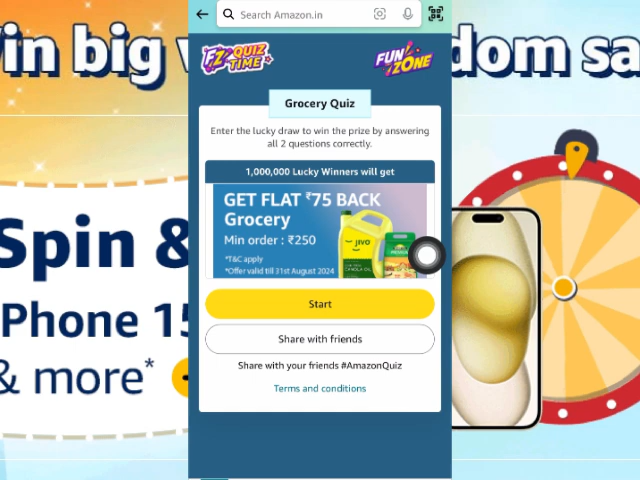 in big w
dom sa
Search Amazon.in
FZ QUIZ TIME
FUN ZONE
Grocery Quiz
Enter the lucky draw to win the prize by answering
all 2 questions correctly.
1,000,000 Lucky Winners will get
GET FLAT ₹75 BACK
Grocery
Min order : ₹250
*T&C apply
*Offer valid till 31st August 2024
JIVO
CANOLA OIL
Start
Share with friends
Share with your friends #AmazonQuiz
Terms and conditions
Spin &
Phone 15
& more*